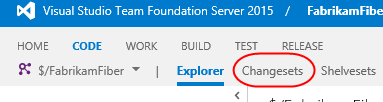 Visual Studio Team Foundation Server 2015 / FabrikamFiber
HOME CODE WORK BUILD TEST RELEASE
$/FabrikamFiber Explorer Changesets Shelvesets